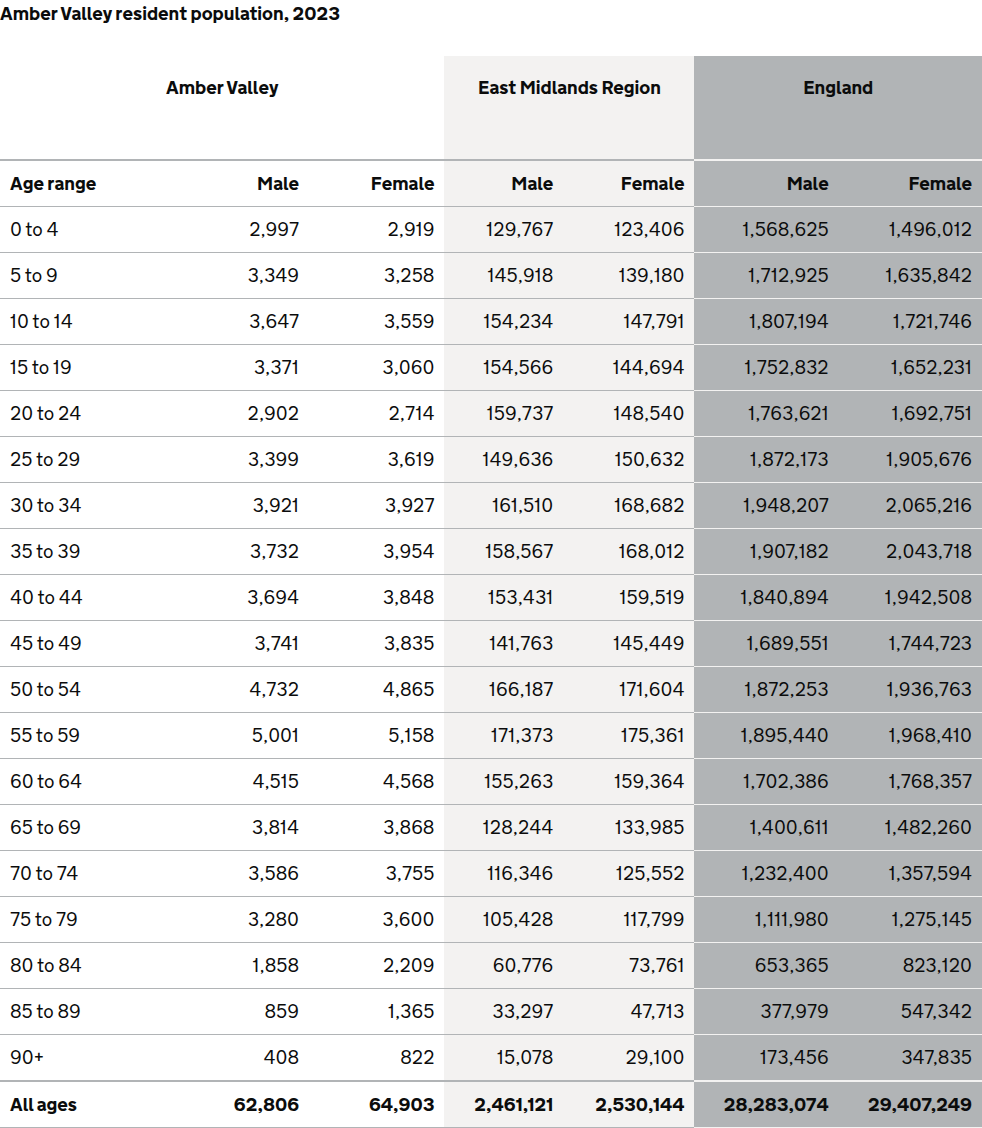 Amber Valley resident population, 2023
Amber Valley East Midlands Region England
Age range Male Female Male Female Male Female
0 to 4 2,997 2,919 129,767 123,406 1,568,625 1,496,012
5 to 9 3,349 3,258 145,918 139,180 1,712,925 1,635,842
10 to 14 3,647 3,559 154,234 147,791 1,807,194 1,721,746
15 to 19 3,371 3,060 154,566 144,694 1,752,832 1,652,231
20 to 24 2,902 2,714 159,737 148,540 1,763,621 1,692,751
25 to 29 3,399 3,619 149,636 150,632 1,872,173 1,905,676
30 to 34 3,921 3,927 161,510 168,682 1,948,207 2,065,216
35 to 39 3,732 3,954 158,567 168,012 1,907,182 2,043,718
40 to 44 3,694 3,848 153,431 159,519 1,840,894 1,942,508
45 to 49 3,741 3,835 141,763 145,449 1,689,551 1,744,723
50 to 54 4,732 4,865 166,187 171,604 1,872,253 1,936,763
55 to 59 5,001 5,158 171,373 175,361 1,895,440 1,968,410
60 to 64 4,515 4,568 155,263 159,364 1,702,386 1,768,357
65 to 69 3,814 3,868 128,244 133,985 1,400,611 1,482,260
70 to 74 3,586 3,755 116,346 125,552 1,232,400 1,357,594
75 to 79 3,280 3,600 105,428 117,799 1,111,980 1,275,145
80 to 84 1,858 2,209 60,776 73,761 653,365 823,120
85 to 89 859 1,365 33,297 47,713 377,979 547,342
90+ 408 822 15,078 29,100 173,456 347,835
All ages 62,806 64,903 2,461,121 2,530,144 28,283,074 29,407,249